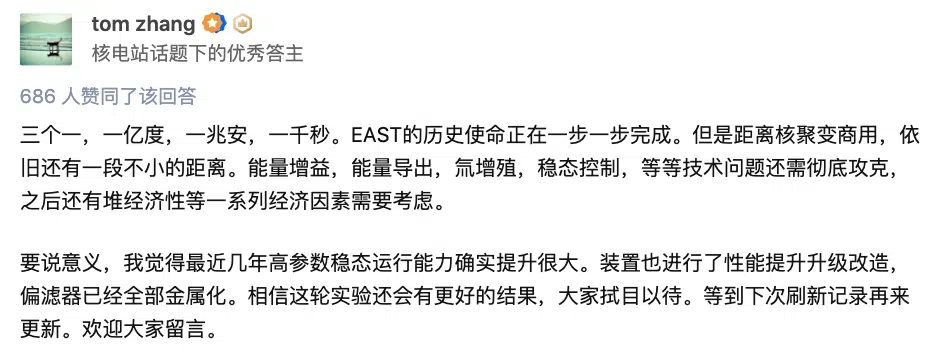 tom zhang
核电站话题下的优秀答主
686 人赞同了该回答
三个一，一亿度，一兆安，一千秒。EAST的历史使命正在一步一步完成。但是距离核聚变商用，依
旧还有一段不小的距离。能量增益，能量导出，氚增殖，稳态控制，等等技术问题还需彻底攻克，
之后还有堆经济性等一系列经济因素需要考虑。
要说意义，我觉得最近几年高参数稳态运行能力确实提升很大。装置也进行了性能提升升级改造，
偏滤器已经全部金属化。相信这轮实验还会有更好的结果，大家拭目以待。等到下次刷新记录再来
更新。欢迎大家留言。